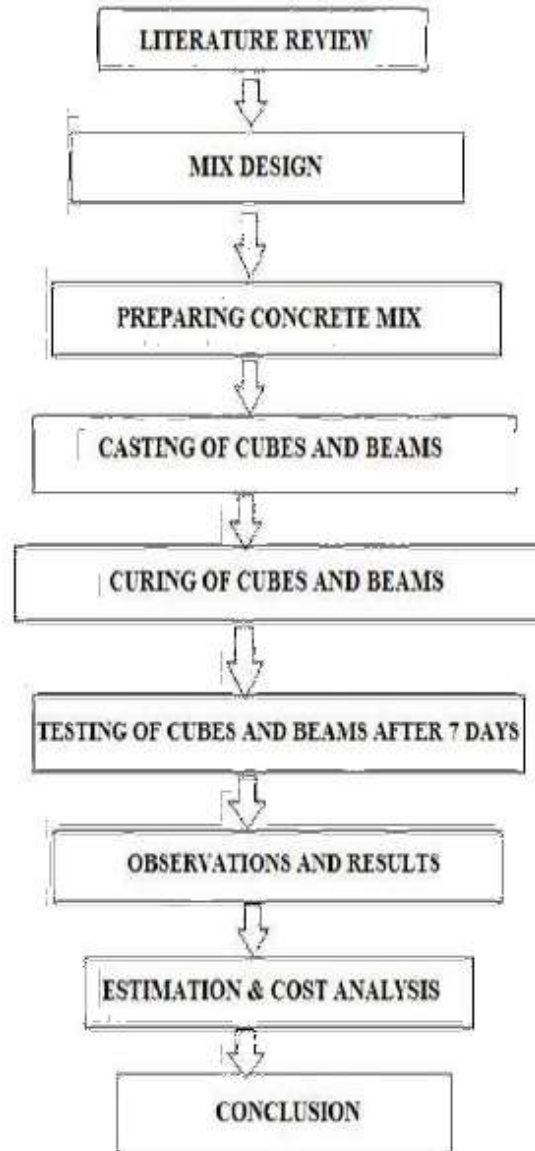 LITERATURE REVIEW
MIX DESIGN
PREPARING CONCRETE MIX
CASTING OF CUBES AND BEAMS
CURING OF CUBES AND BEAMS
TESTING OF CUBES AND BEAMS AFTER 7 DAYS
OBSERVATIONS AND RESULTS
ESTIMATION & COST ANALYSIS
CONCLUSION